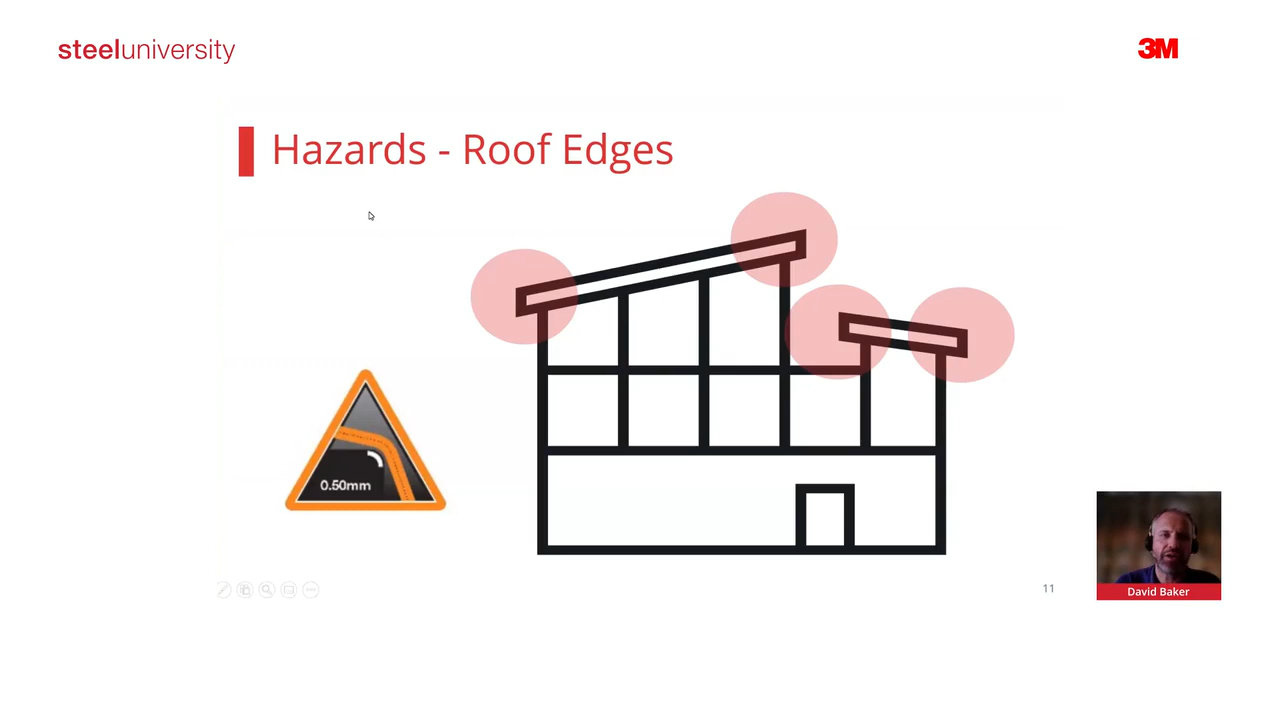 steeluniversity
3M
Hazards - Roof Edges
0.50mm
11
David Baker